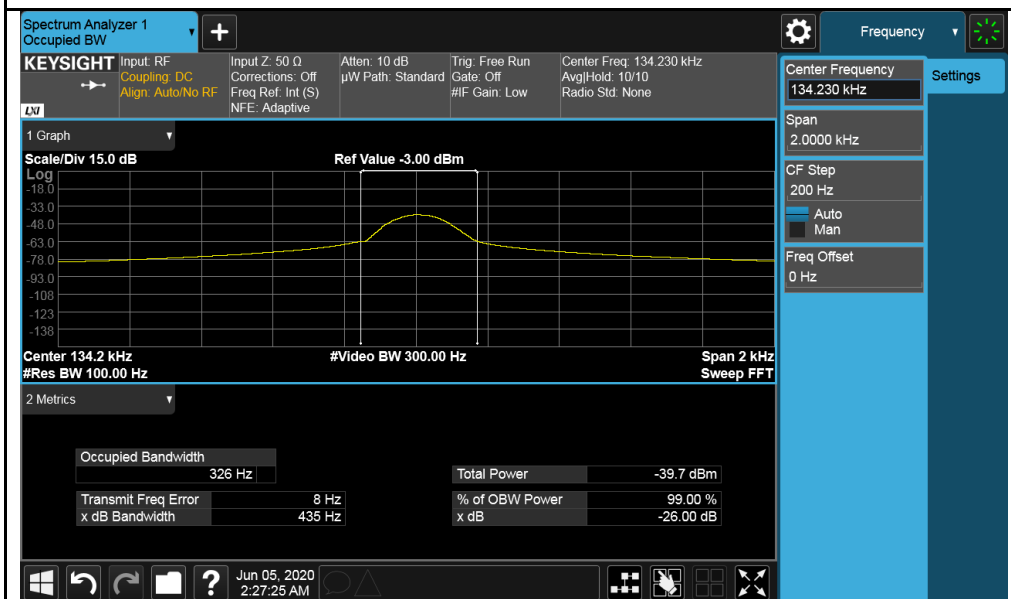 Spectrum Analyzer 1
Occupied BW
Frequency
KEYSIGHT
LXI
Input: RF
Coupling: DC
Align: Auto/No RF
Input Z: 50 Ω
Corrections: Off
Freq Ref: Int (S)
NFE: Adaptive
Atten: 10 dB
µW Path: Standard
Trig: Free Run
Gate: Off
#IF Gain: Low
Center Freq: 134.230 kHz
Avg|Hold: 10/10
Radio Std: None
Center Frequency
134.230 kHz
Settings
Span
2.0000 kHz
CF Step
200 Hz
Auto
Man
Freq Offset
0 Hz
1 Graph
Scale/Div 15.0 dB
Ref Value -3.00 dBm
Log
-18.0
-33.0
-48.0
-63.0
-78.0
-93.0
-108
-123
-138
Center 134.2 kHz
#Video BW 300.00 Hz
Span 2 kHz
#Res BW 100.00 Hz
Sweep FFT
2 Metrics
Occupied Bandwidth
326 Hz
Total Power -39.7 dBm
Transmit Freq Error 8 Hz
% of OBW Power 99.00 %
x dB Bandwidth 435 Hz
x dB -26.00 dB
?
Jun 05, 2020
2:27:25 AM